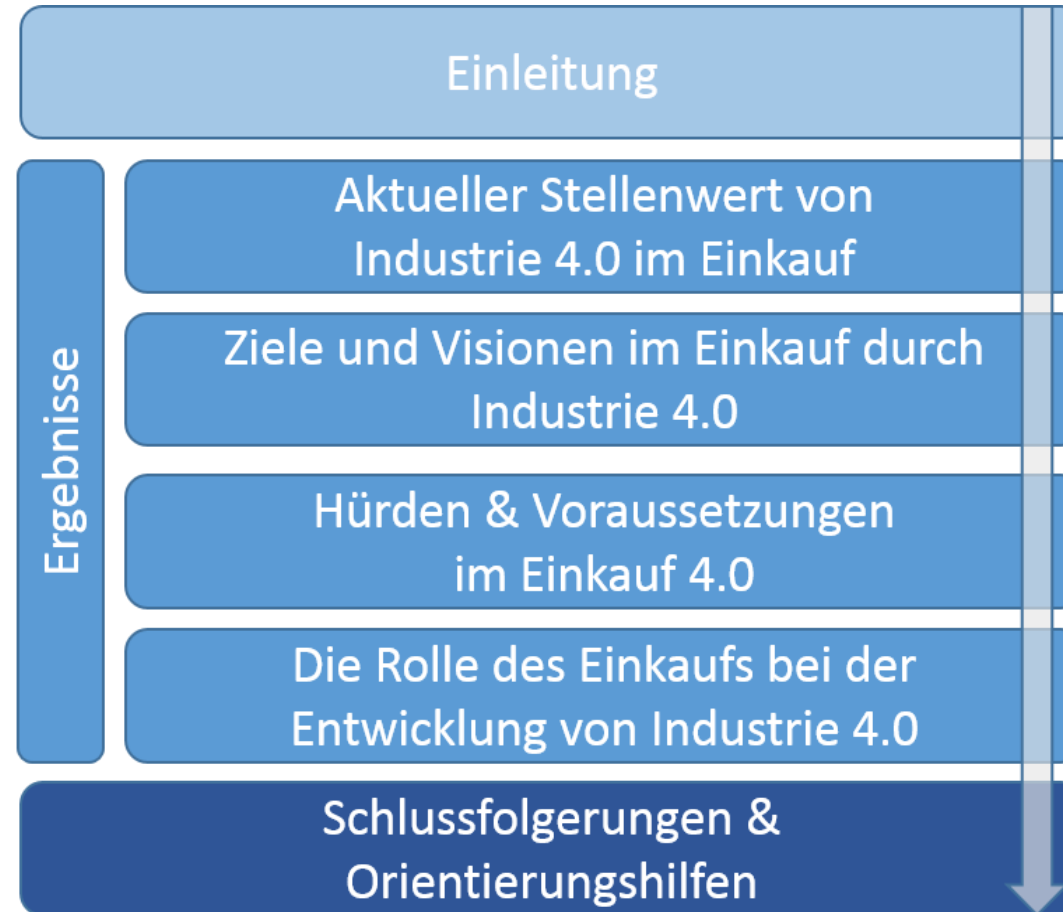 Einleitung
Ergebnisse
Aktueller Stellenwert von
Industrie 4.0 im Einkauf
Ziele und Visionen im Einkauf durch
Industrie 4.0
Hürden & Voraussetzungen
im Einkauf 4.0
Die Rolle des Einkaufs bei der
Entwicklung von Industrie 4.0
Schlussfolgerungen &
Orientierungshilfen